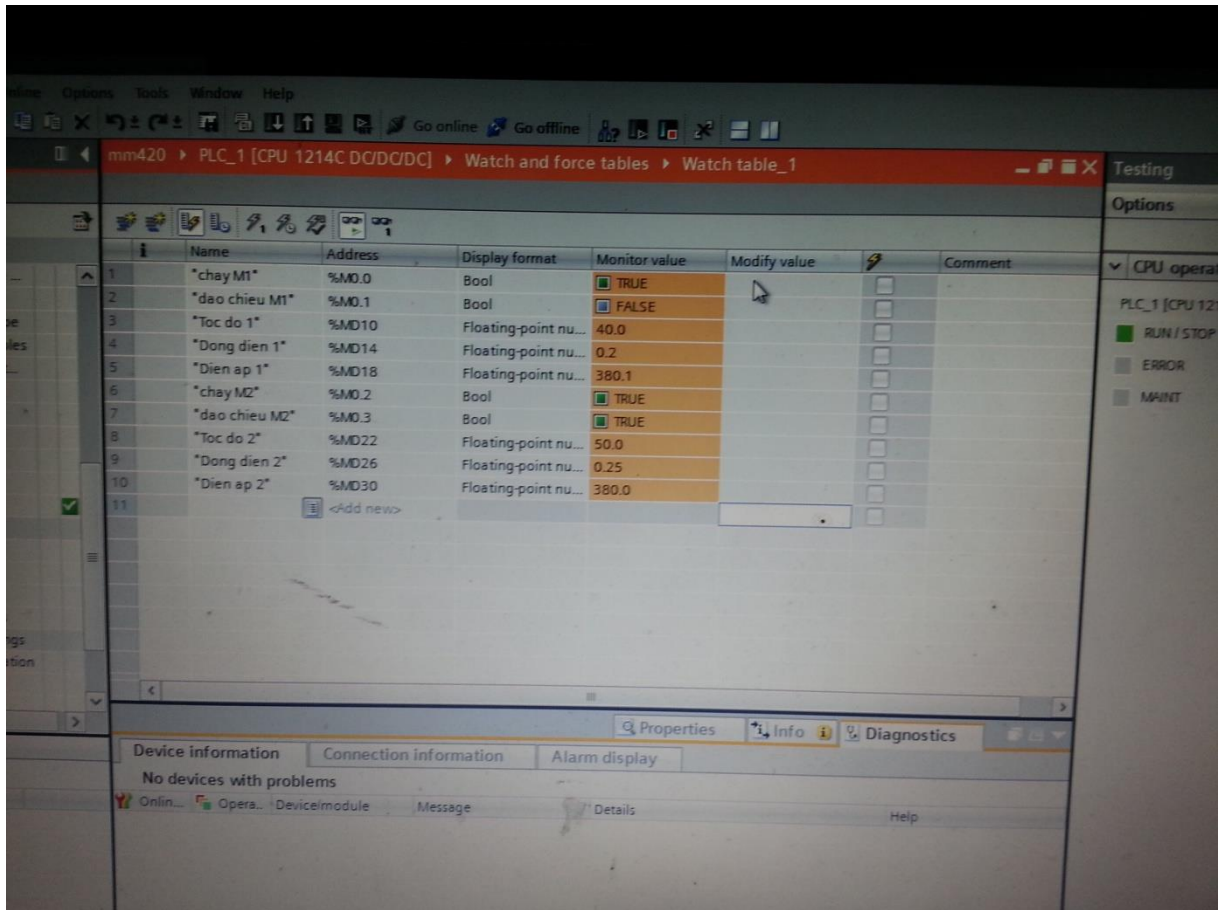 Options Tools Window Help
Go online Go offline
mm420 ▸ PLC_1 [CPU 1214C DC/DC/DC] ▸ Watch and force tables ▸ Watch table_1
Testing
Options
i Name Address Display format Monitor value Modify value Comment
1 "chay M1" %M0.0 Bool TRUE
2 "dao chieu M1" %M0.1 Bool FALSE
3 "Toc do 1" %MD10 Floating-point nu... 40.0
4 "Dong dien 1" %MD14 Floating-point nu... 0.2
5 "Dien ap 1" %MD18 Floating-point nu... 380.1
6 "chay M2" %M0.2 Bool TRUE
7 "dao chieu M2" %M0.3 Bool TRUE
8 "Toc do 2" %MD22 Floating-point nu... 50.0
9 "Dong dien 2" %MD26 Floating-point nu... 0.25
10 "Dien ap 2" %MD30 Floating-point nu... 380.0
11 <Add new>
CPU opera
PLC_1 [CPU 121
RUN / STOP
ERROR
MAINT
Properties Info Diagnostics
Device information Connection information Alarm display
No devices with problems
Onlin... Opera.. Device/module Message Details Help